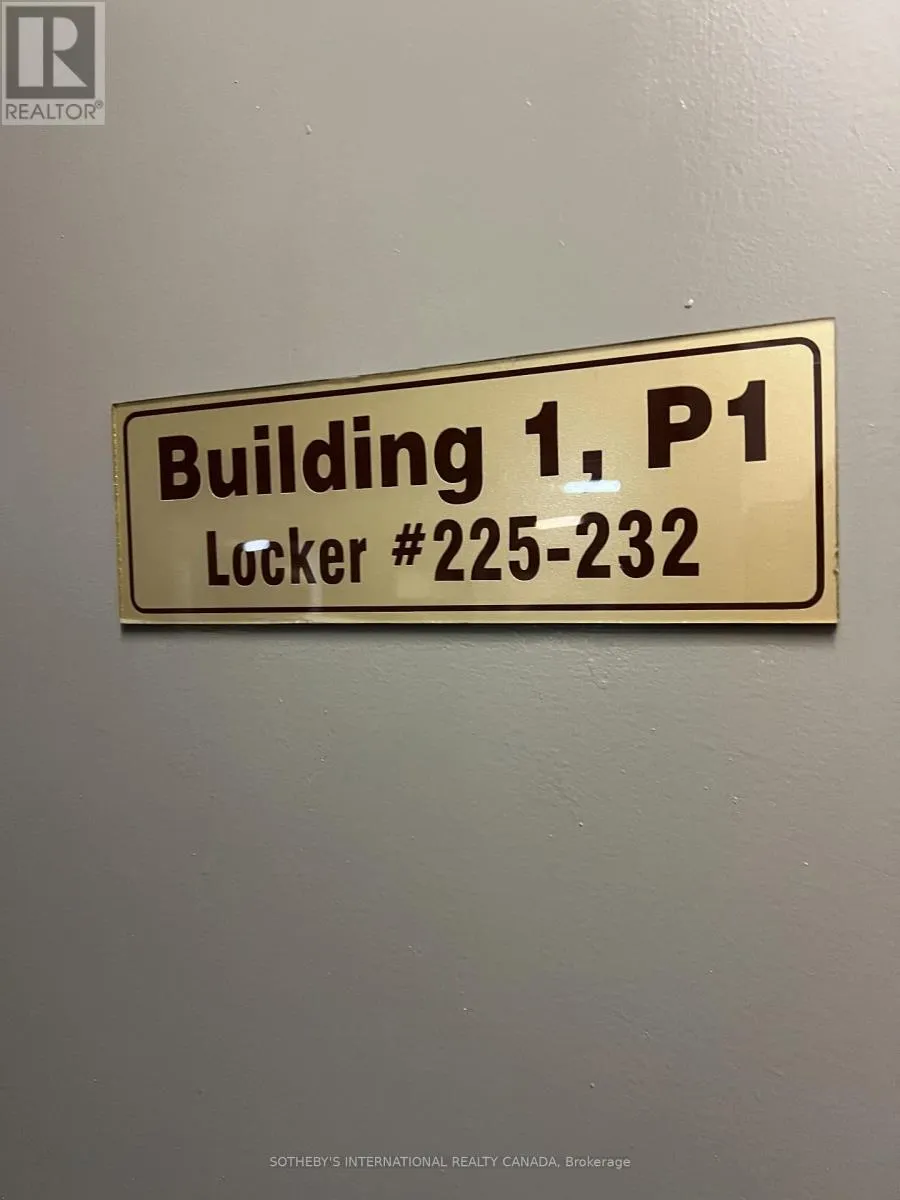 R
REALTOR®
Building 1, P1
Locker #225-232
SOTHEBY'S INTERNATIONAL REALTY CANADA, Brokerage